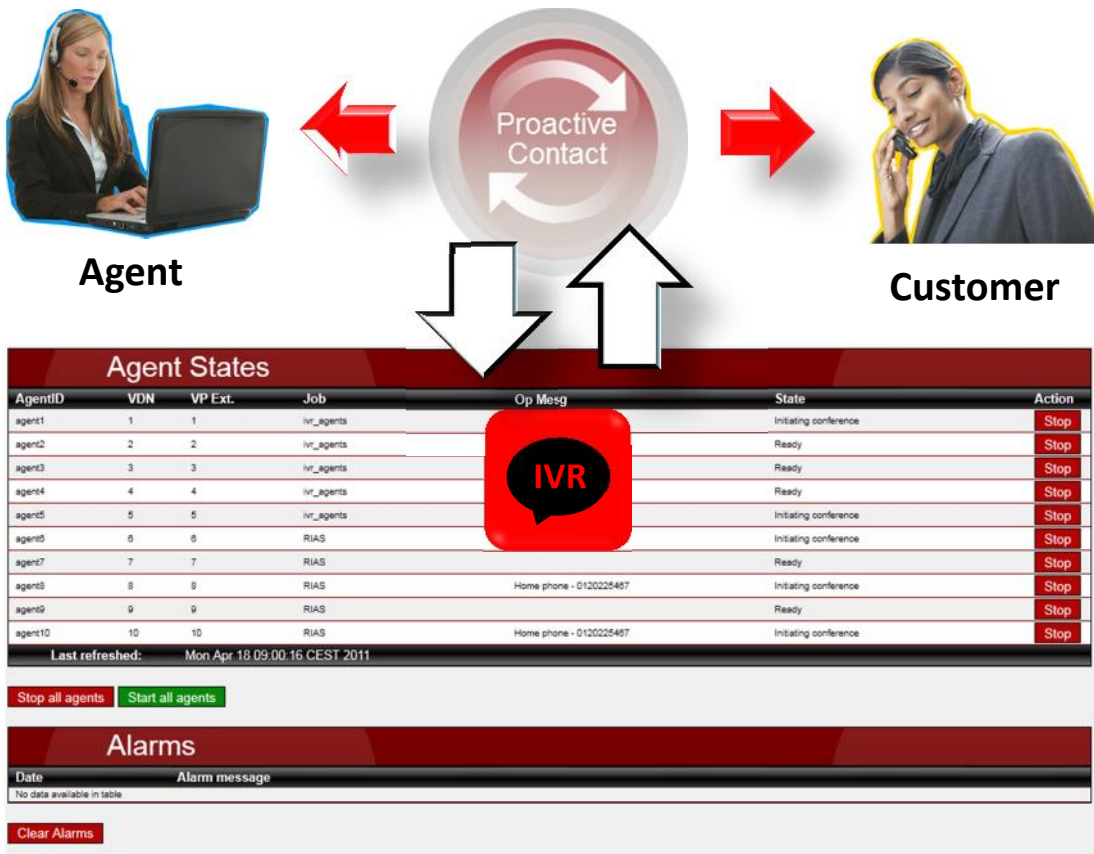 Proactive
Contact
Agent
Customer
Agent States
AgentID VDN VP Ext. Job Op Mesg State Action
agent1 1 1 ivr_agents Initiating conference Stop
agent2 2 2 ivr_agents Ready Stop
agent3 3 3 ivr_agents Ready Stop
IVR
agent4 4 4 ivr_agents Ready Stop
agent5 5 5 ivr_agents Initiating conference Stop
agent6 6 6 RIAS Initiating conference Stop
agent7 7 7 RIAS Ready Stop
agent8 8 8 RIAS Home phone - 0120225467 Initiating conference Stop
agent9 9 9 RIAS Ready Stop
agent10 10 10 RIAS Home phone - 0120225467 Initiating conference Stop
Last refreshed: Mon Apr 18 09:00:16 CEST 2011
Stop all agents Start all agents
Alarms
Date Alarm message
No data available in table
Clear Alarms